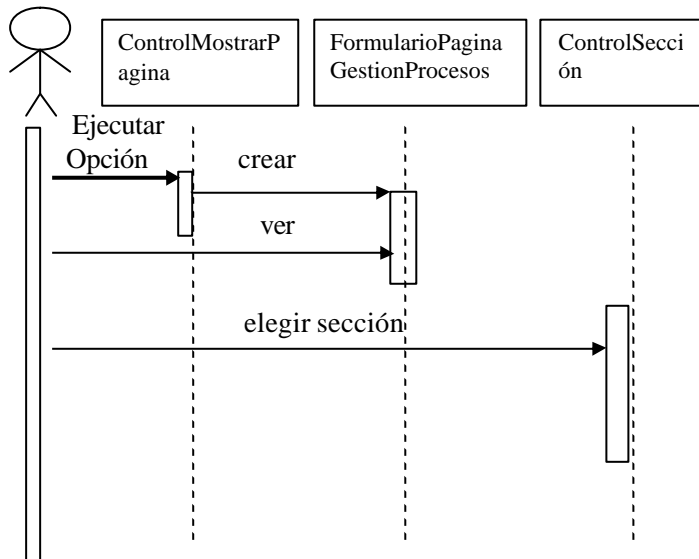 ControlMostrarP
agina
FormularioPagina
GestionProcesos
ControlSecci
ón
Ejecutar
Opción
crear
ver
elegir sección